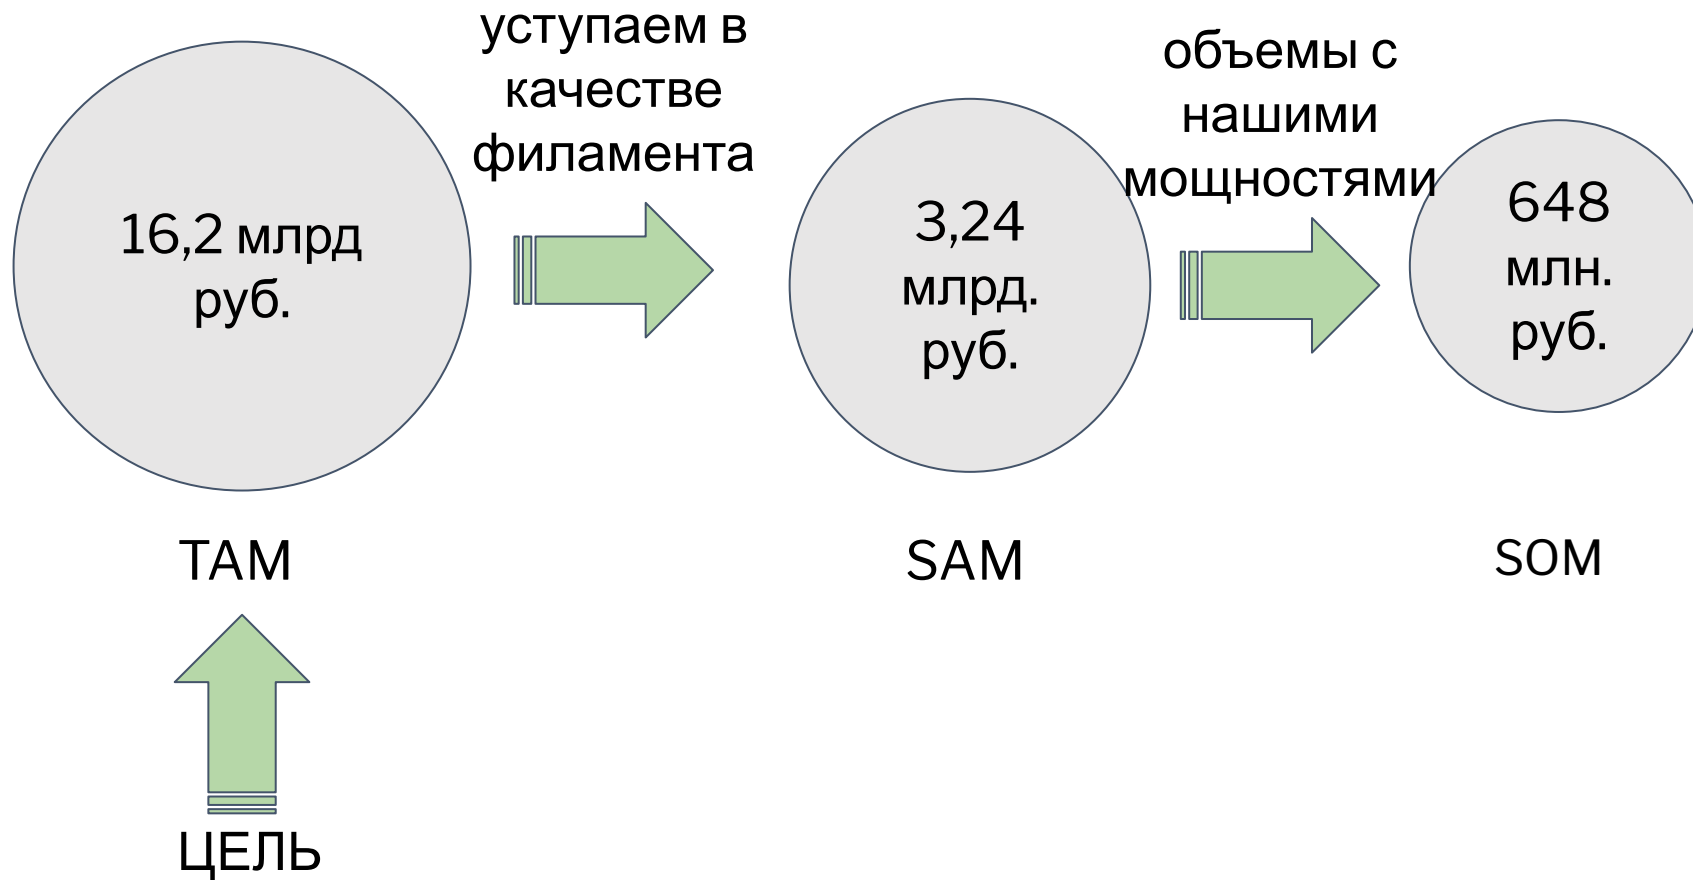 уступаем в
качестве
филамента
объемы с
нашими
мощностями
16,2 млрд
руб.
3,24
млрд.
руб.
648
млн.
руб.
TAM
SAM
SOM
ЦЕЛЬ